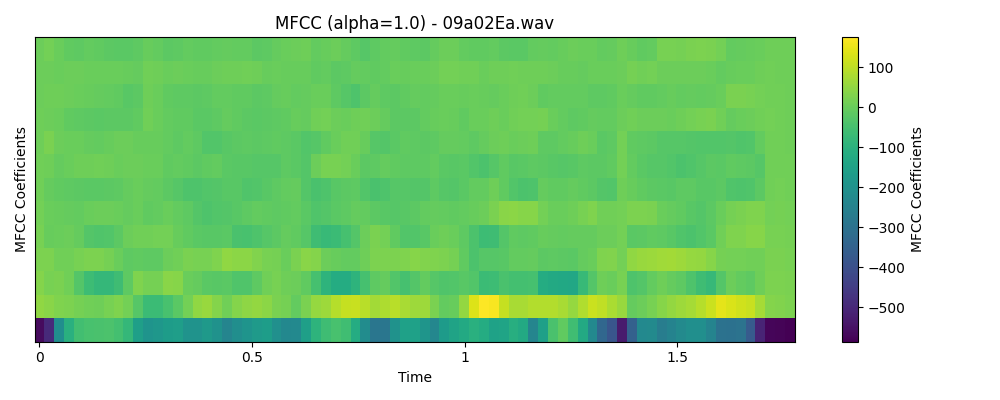 MFCC (alpha=1.0) - 09a02Ea.wav
MFCC Coefficients
0
0.5
1
1.5
Time
100
0
−100
−200
−300
−400
−500
MFCC Coefficients